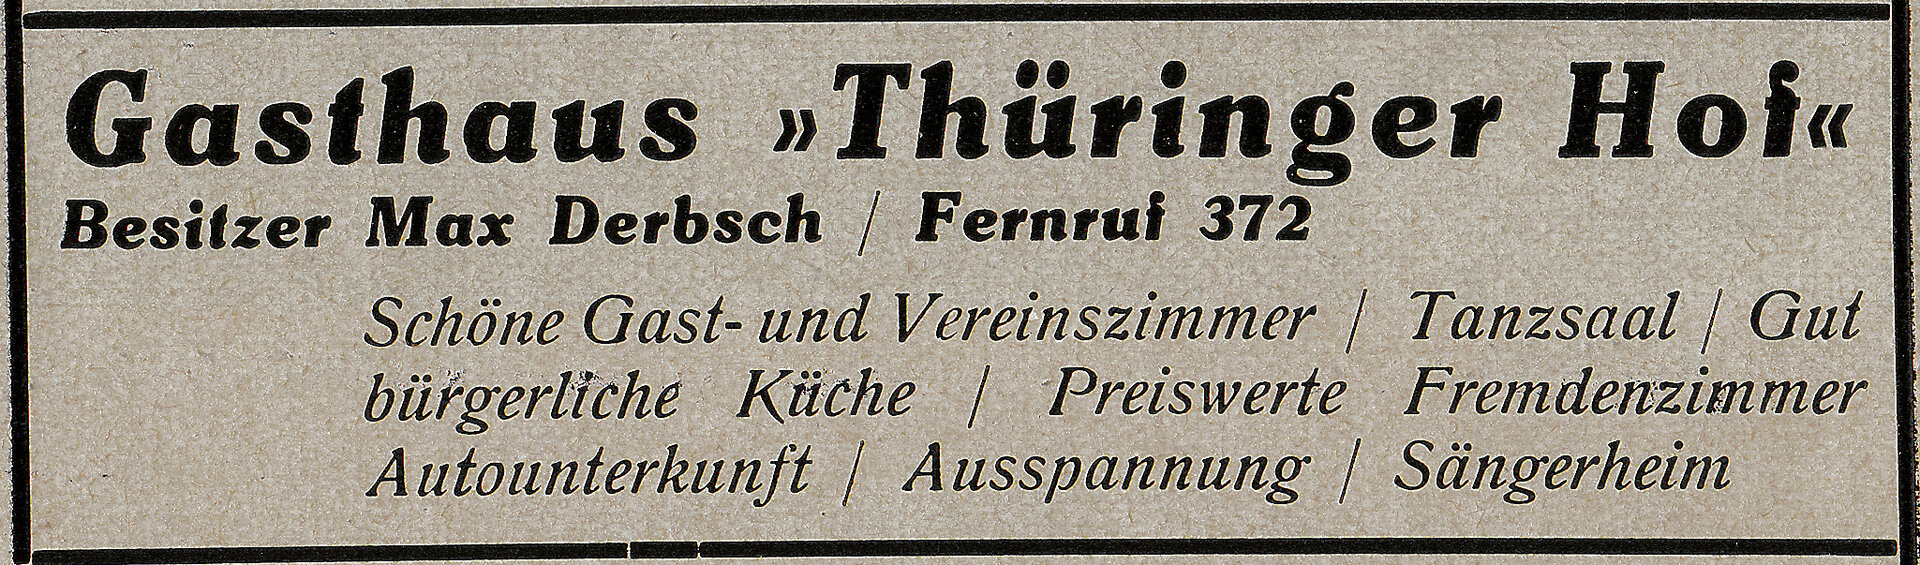 Gasthaus »Thüringer Hof«
Besitzer Max Derbsch / Fernruf 372
Schöne Gast- und Vereinszimmer / Tanzsaal / Gut
bürgerliche Küche / Preiswerte Fremdenzimmer
Autounterkunft / Ausspannung / Sängerheim